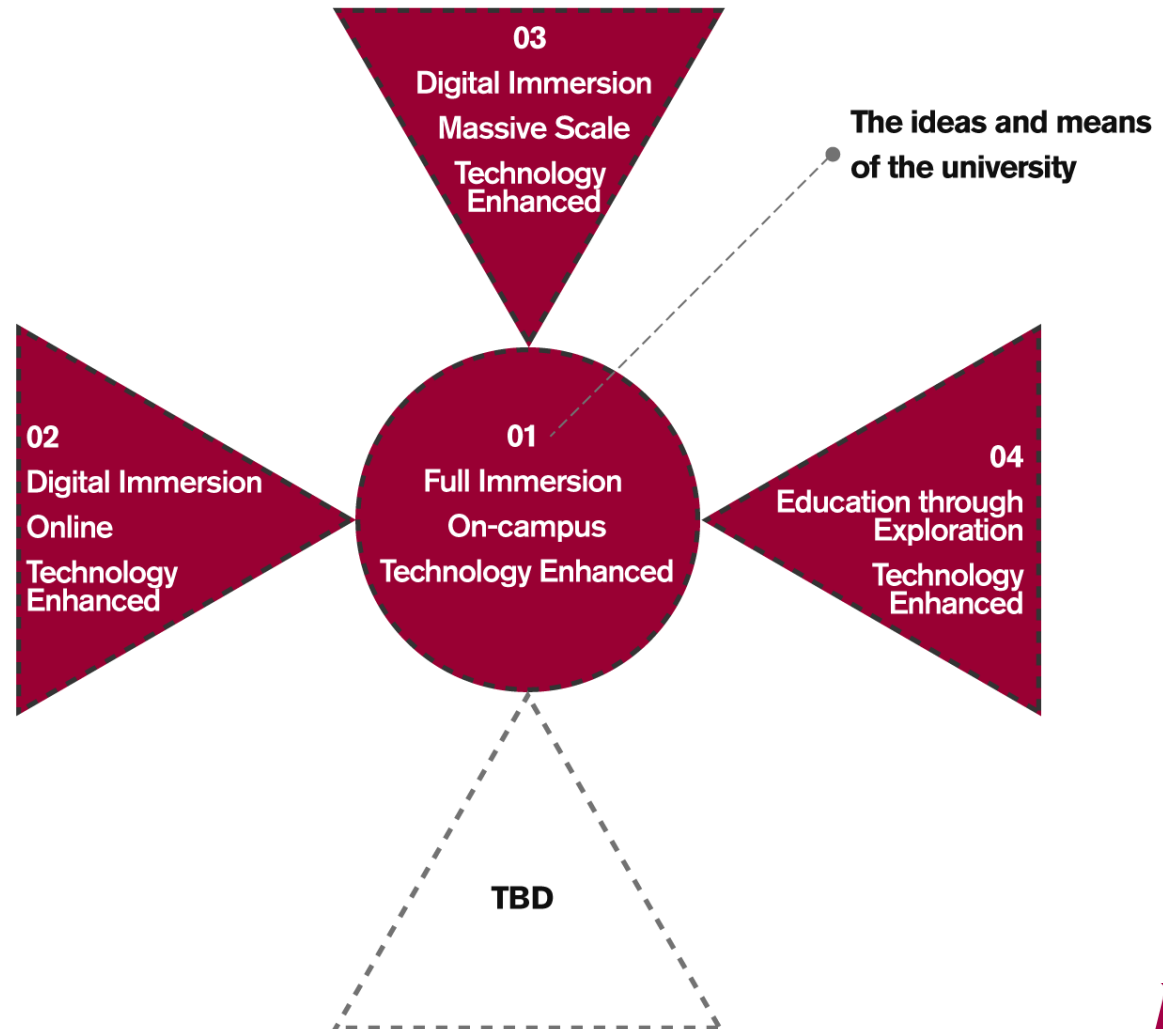 03
Digital Immersion
Massive Scale
Technology
Enhanced
The ideas and means
of the university
02
Digital Immersion
Online
Technology
Enhanced
01
Full Immersion
On-campus
Technology Enhanced
04
Education through
Exploration
Technology
Enhanced
TBD